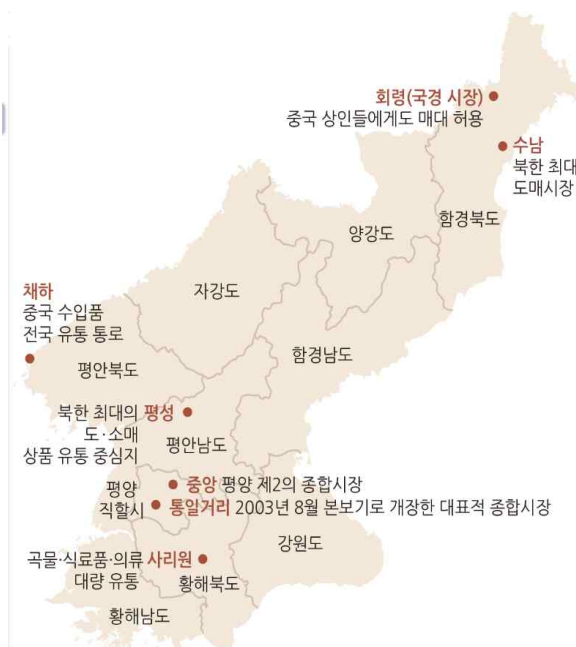 회령(국경 시장)
중국 상인들에게도 매대 허용
수남
북한 최대
도매시장
함경북도
양강도
자강도
채하
중국 수입품
전국 유통 통로
함경남도
평안북도
북한 최대의 평성
도·소매
상품 유통 중심지
평안남도
평양
직할시
중앙 평양 제2의 종합시장
통일거리 2003년 8월 본보기로 개장한 대표적 종합시장
강원도
곡물·식료품·의류 사리원
대량 유통
황해북도
황해남도